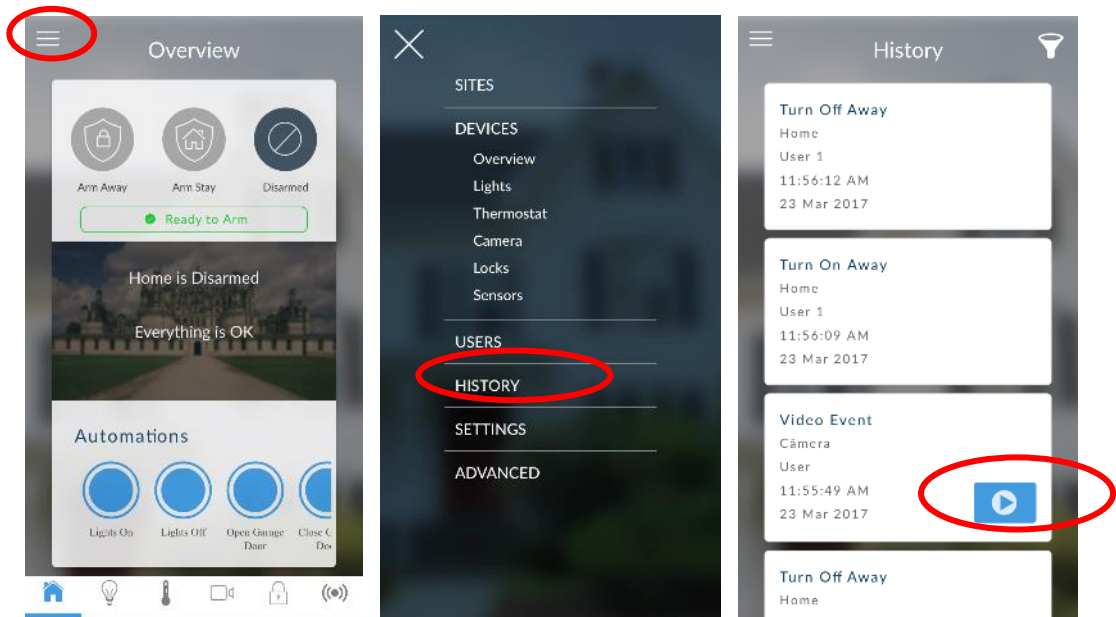 Overview
Arm Away
Arm Stay
Disarmed
Ready to Arm
Home is Disarmed
Everything is OK
Automations
Lights On
Lights Off
Open Garage
Door
Close G
Do
SITES
DEVICES
Overview
Lights
Thermostat
Camera
Locks
Sensors
USERS
HISTORY
SETTINGS
ADVANCED
History
Turn Off Away
Home
User 1
11:56:12 AM
23 Mar 2017
Turn On Away
Home
User 1
11:56:09 AM
23 Mar 2017
Video Event
Câmera
User
11:55:49 AM
23 Mar 2017
Turn Off Away
Home